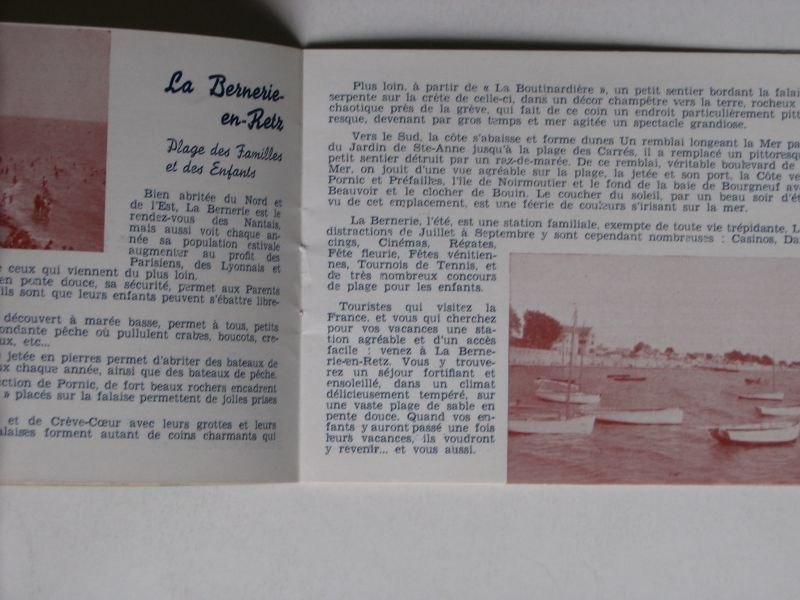 La Bernerie-
en-Retz
Plage des Familles
et des Enfants
Bien abritée du Nord et
de l'Est, La Bernerie est le
rendez-vous des Nantais,
mais aussi voit chaque an-
née sa population estivale
augmenter au profit des
Parisiens, des Lyonnais et
ceux qui viennent du plus loin.
en pente douce, sa sécurité, permet aux Parents
ils sont que leurs enfants peuvent s'ébattre libre-
découvert à marée basse, permet à tous, petits
ondante pêche où pullulent crabes, boucots, cre-
ux, etc...
jetée en pierres permet d'abriter des bateaux de
ux chaque année, ainsi que des bateaux de pêche.
ction de Pornic, de fort beaux rochers encadrent
» placés sur la falaise permettent de jolies prises
et de Crève-Cœur avec leurs grottes et leurs
alaises forment autant de coins charmants qui
Plus loin, à partir de « La Boutinardière », un petit sentier bordant la falai
serpente sur la crête de celle-ci, dans un décor champêtre vers la terre, rocheux
chaotique près de la grève, qui fait de ce coin un endroit particulièrement pitt
resque, devenant par gros temps et mer agitée un spectacle grandiose.
Vers le Sud, la côte s'abaisse et forme dunes Un remblai longeant la Mer pa
du Jardin de Ste-Anne jusqu'à la plage des Carrés, il a remplacé un pittoresqu
petit sentier détruit par un raz-de-marée. De ce remblai, véritable boulevard de
Mer, on jouit d'une vue agréable sur la plage, la jetée et son port, la Côte ve
Pornic et Préfailles, l'Ile de Noirmoutier et le fond de la baie de Bourgneuf av
Beauvoir et le clocher de Bouin. Le coucher du soleil, par un beau soir d'ét
vu de cet emplacement, est une féerie de couleurs s'irisant sur la mer.
La Bernerie, l'été, est une station familiale, exempte de toute vie trépidante. L
distractions de Juillet à Septembre y sont cependant nombreuses : Casinos, Da
cings, Cinémas, Régates,
Fête fleurie, Fêtes vénitien-
nes, Tournois de Tennis, et
de très nombreux concours
de plage pour les enfants.
Touristes qui visitez la
France, et vous qui cherchez
pour vos vacances une sta-
tion agréable et d'un accès
facile : venez à La Berne-
rie-en-Retz. Vous y trouve-
rez un séjour fortifiant et
ensoleillé, dans un climat
délicieusement tempéré, sur
une vaste plage de sable en
pente douce. Quand vos en-
fants y auront passé une fois
leurs vacances, ils voudront
y revenir... et vous aussi.